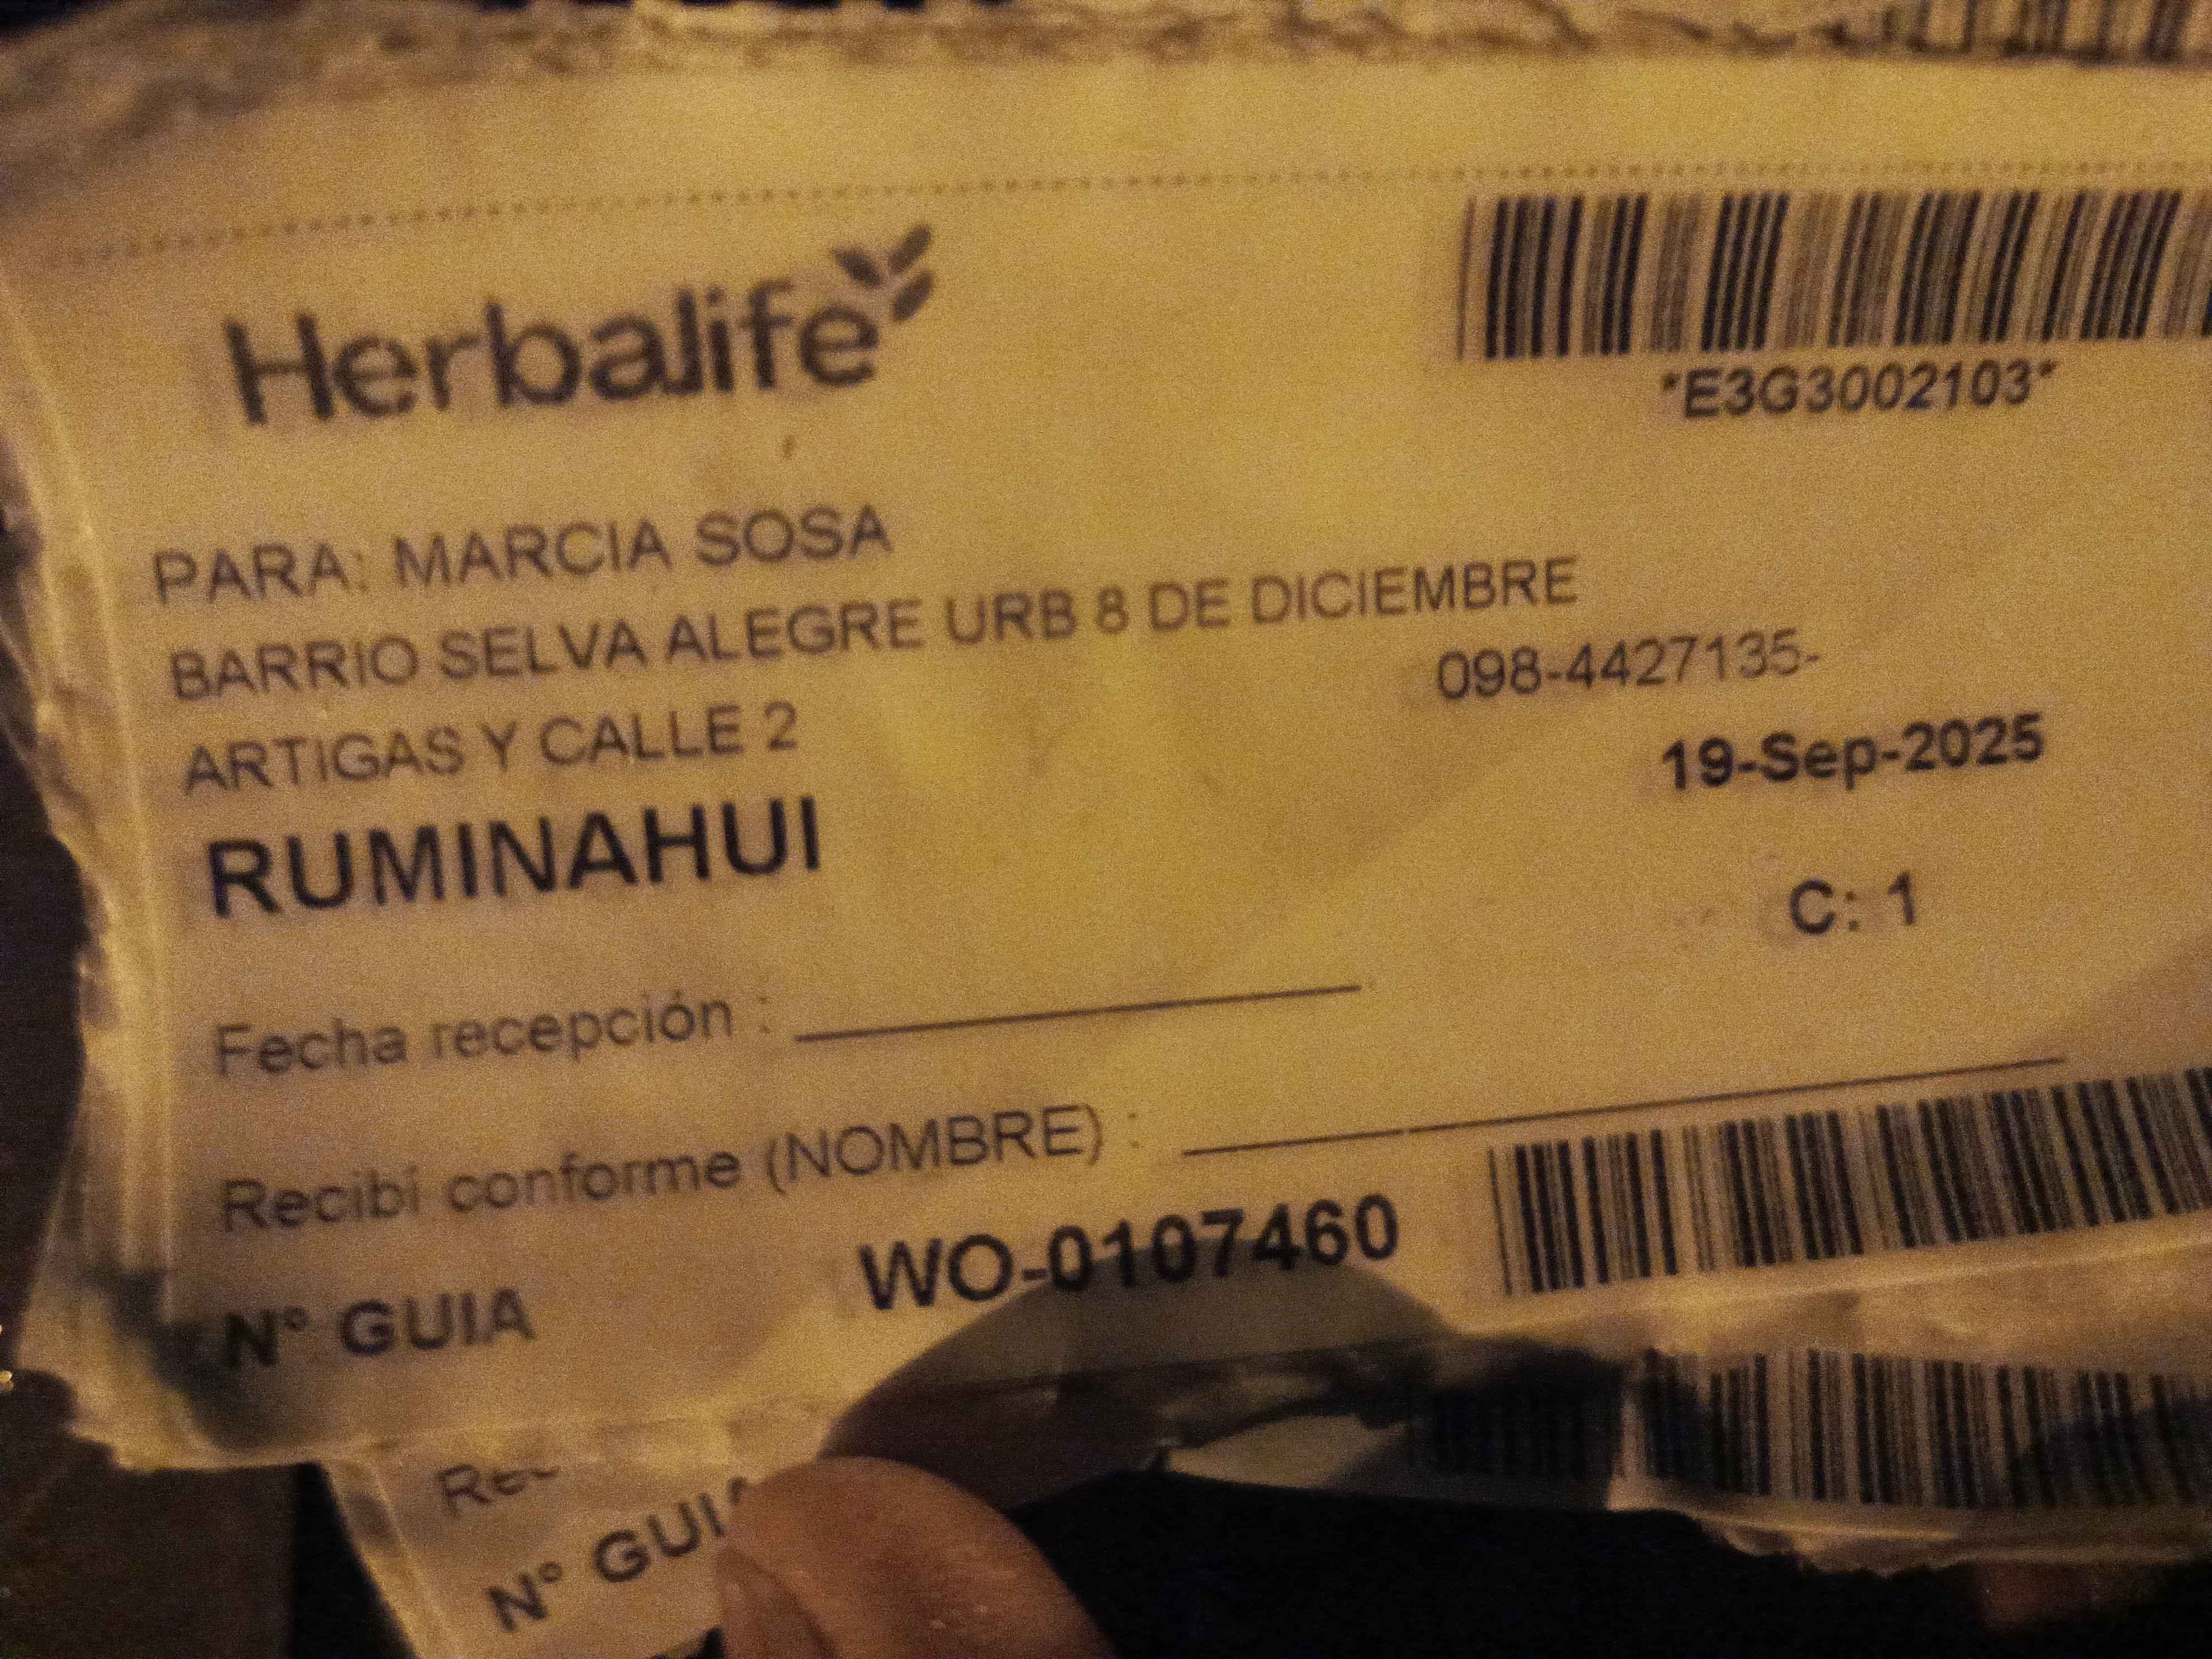 Herbalife
*E3G3002103*
PARA: MARCIA SOSA
BARRIO SELVA ALEGRE URB 8 DE DICIEMBRE
098-4427135-
ARTIGAS Y CALLE 2
19-Sep-2025
RUMINAHUI
C: 1
Fecha recepción :
Recibí conforme (NOMBRE) :
N° GUIA WO-0107460
N° GUIA